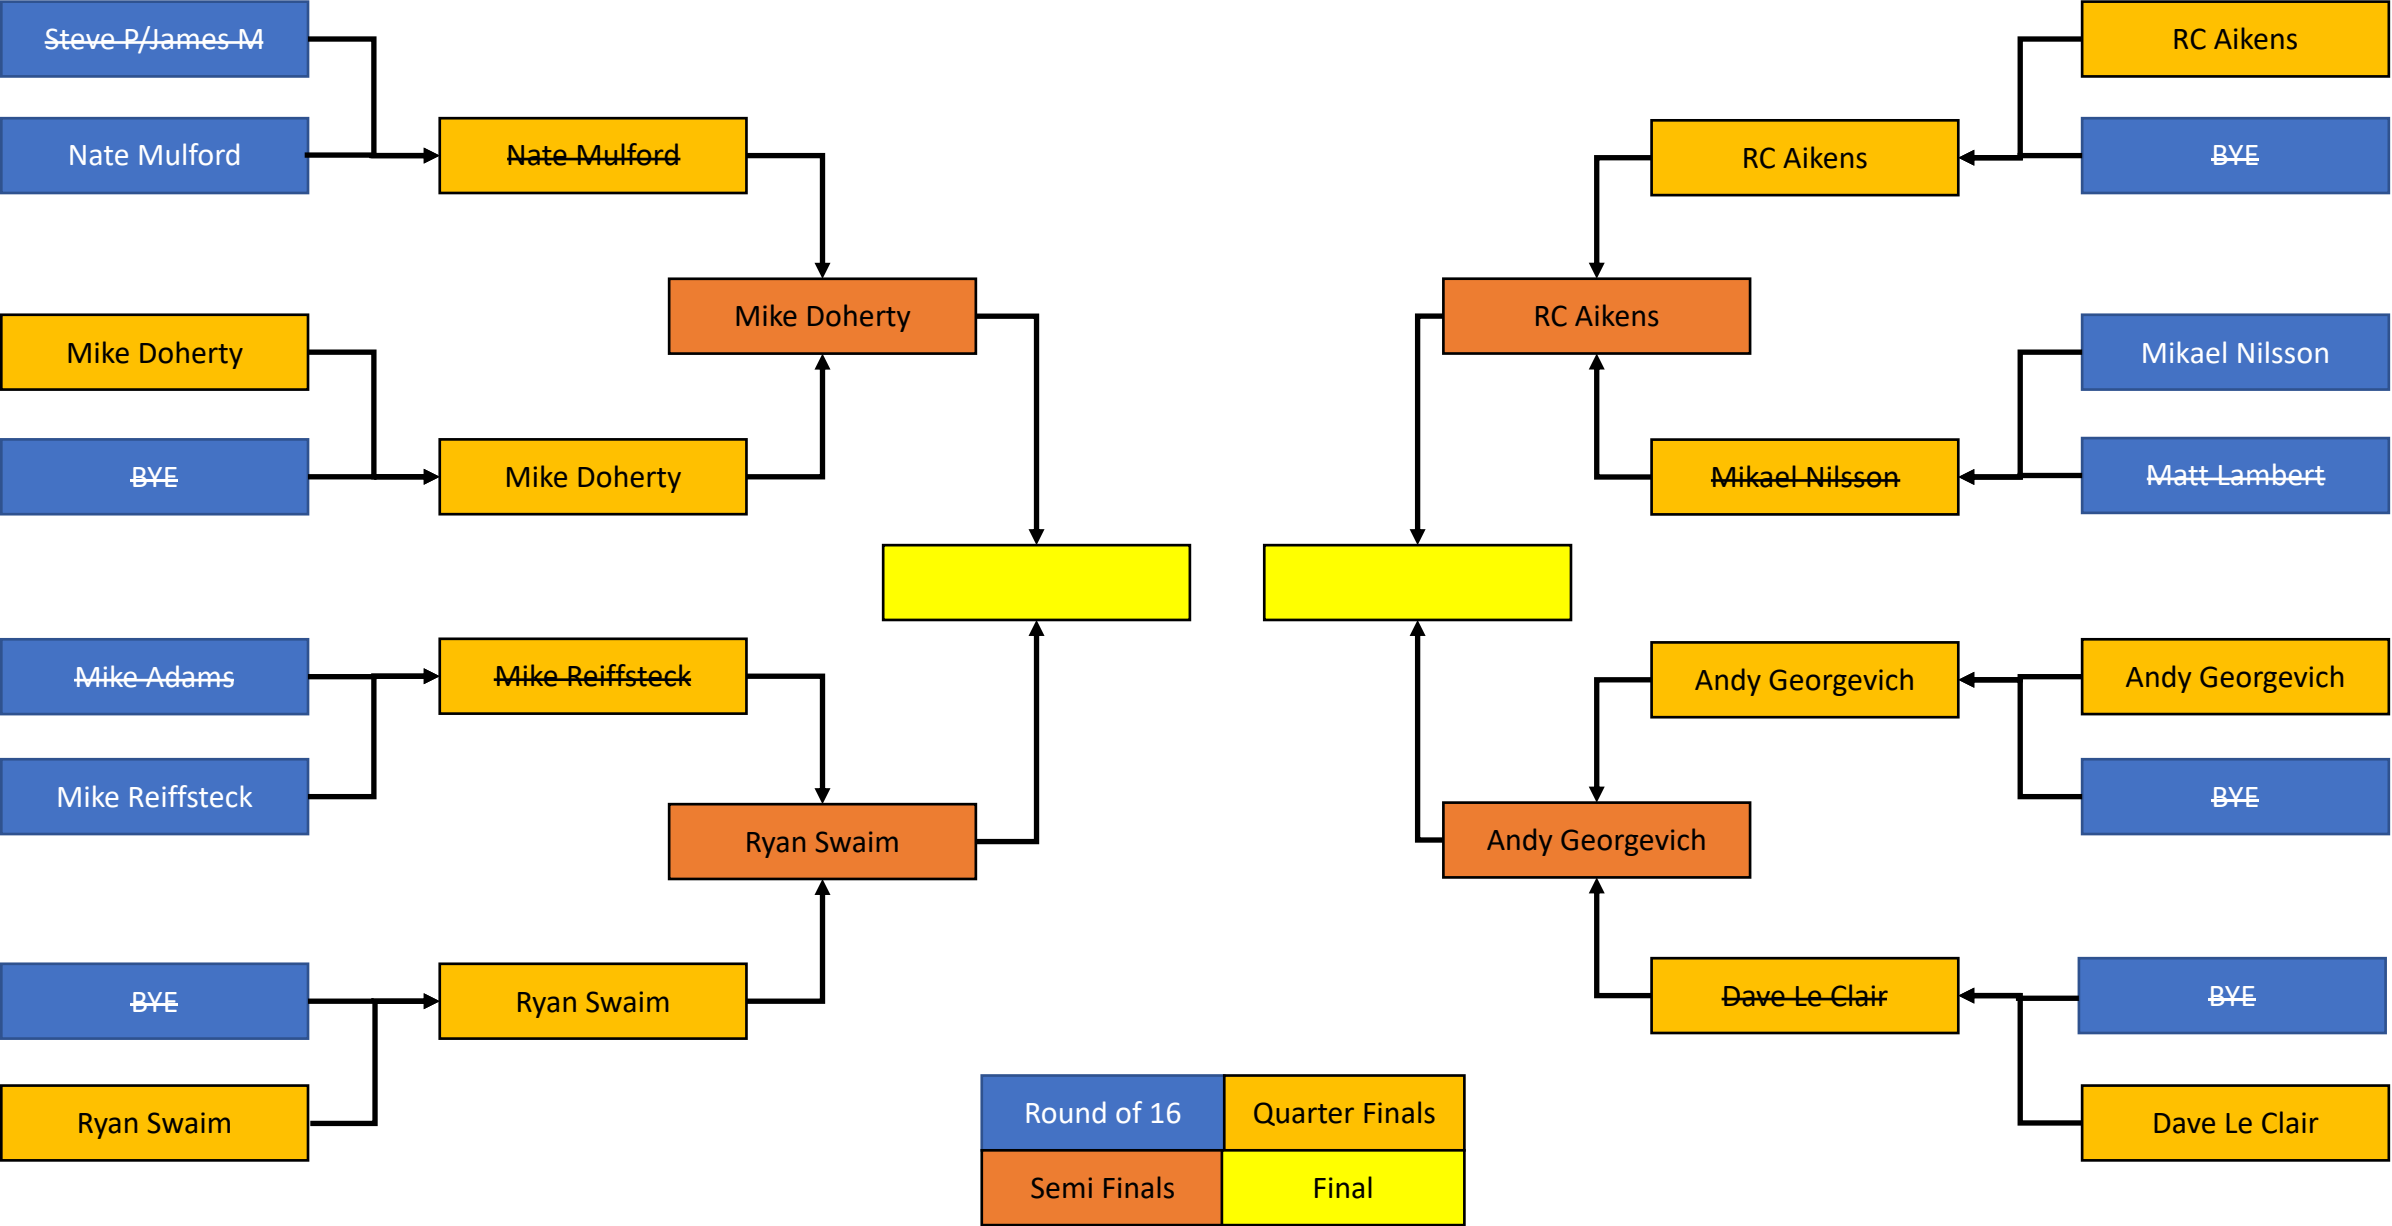 Steve P/James M
RC Aikens
Nate Mulford
Nate Mulford
RC Aikens
BYE
Mike Doherty
RC Aikens
Mike Doherty
Mikael Nilsson
BYE
Mike Doherty
Mikael Nilsson
Matt Lambert
Mike Adams
Mike Reiffsteck
Andy Georgevich
Andy Georgevich
Mike Reiffsteck
BYE
Ryan Swaim
Andy Georgevich
BYE
Ryan Swaim
Dave Le Clair
BYE
Ryan Swaim
Dave Le Clair
Round of 16
Quarter Finals
Semi Finals
Final